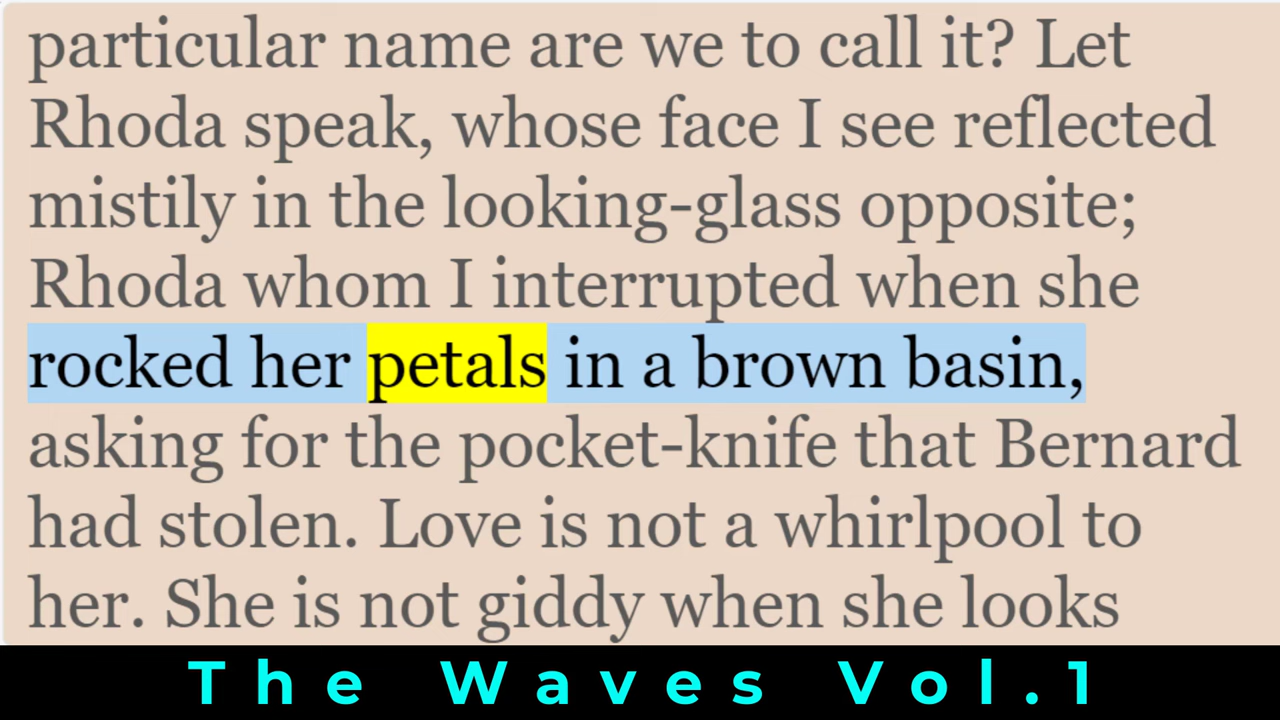 particular name are we to call it? Let
Rhoda speak, whose face I see reflected
mistily in the looking-glass opposite;
Rhoda whom I interrupted when she
rocked her petals in a brown basin,
asking for the pocket-knife that Bernard
had stolen. Love is not a whirlpool to
her. She is not giddy when she looks
The Waves Vol.1